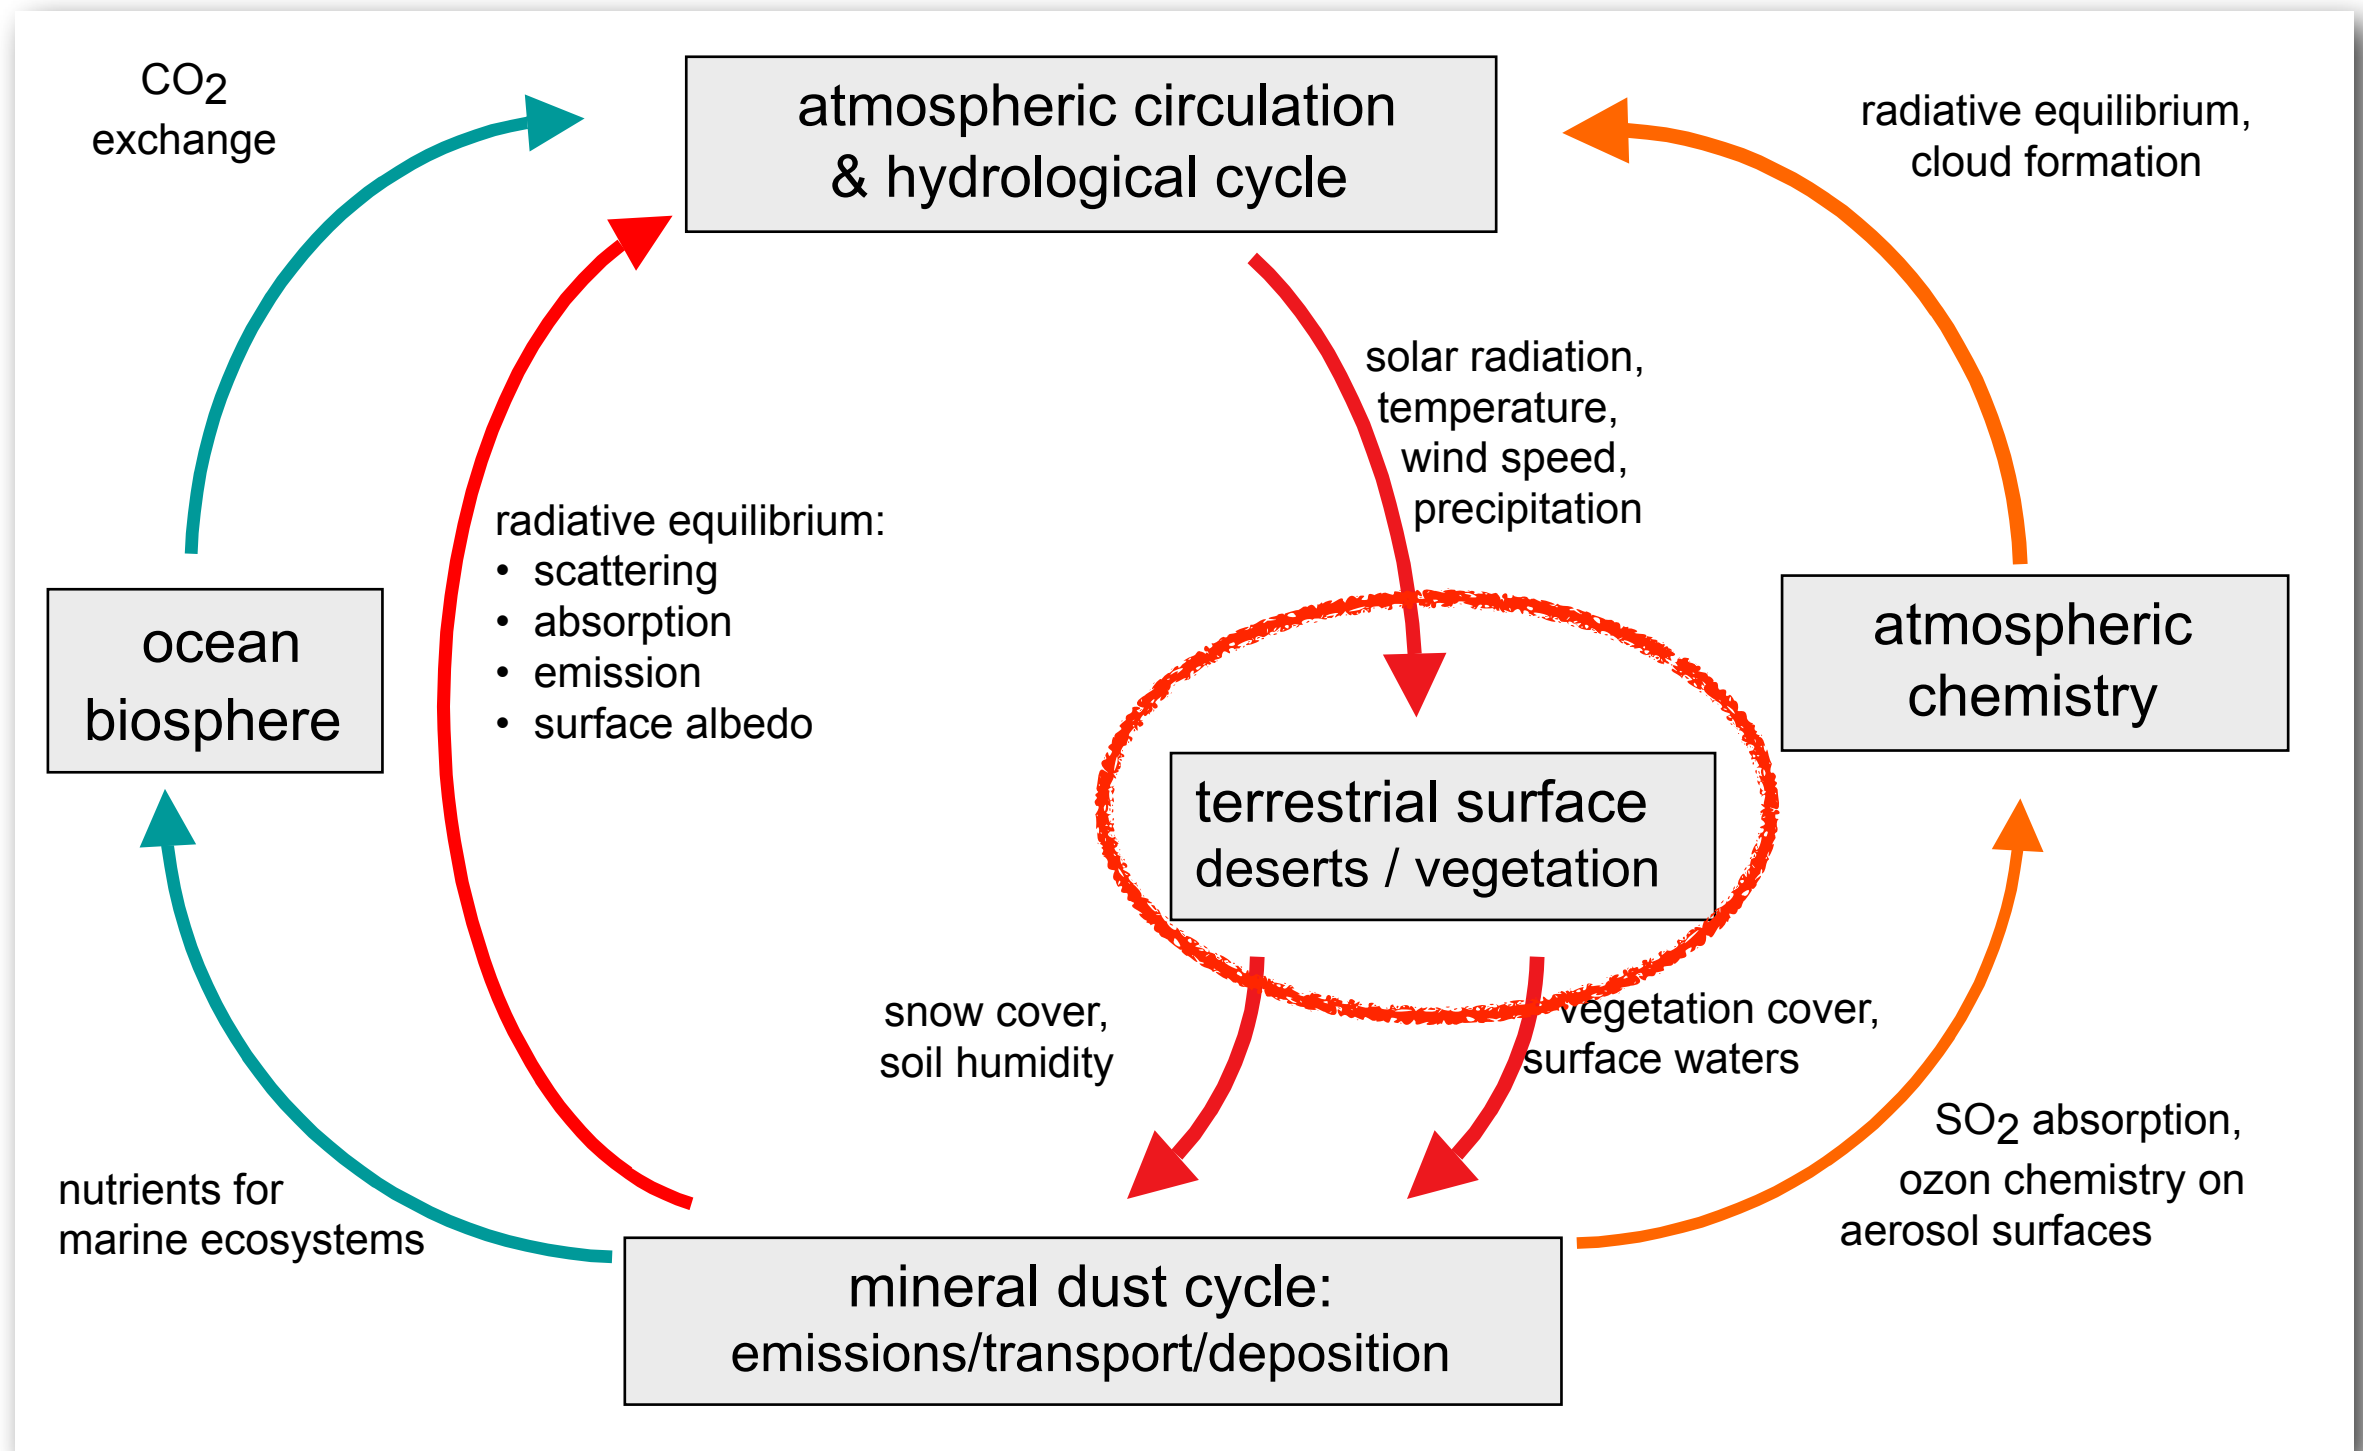 CO2
exchange
atmospheric circulation
& hydrological cycle
radiative equilibrium,
cloud formation
solar radiation,
temperature,
wind speed,
precipitation
radiative equilibrium:
• scattering
• absorption
• emission
• surface albedo
ocean
biosphere
atmospheric
chemistry
terrestrial surface
deserts / vegetation
snow cover,
soil humidity
vegetation cover,
surface waters
SO2 absorption,
ozon chemistry on
aerosol surfaces
nutrients for
marine ecosystems
mineral dust cycle:
emissions/transport/deposition